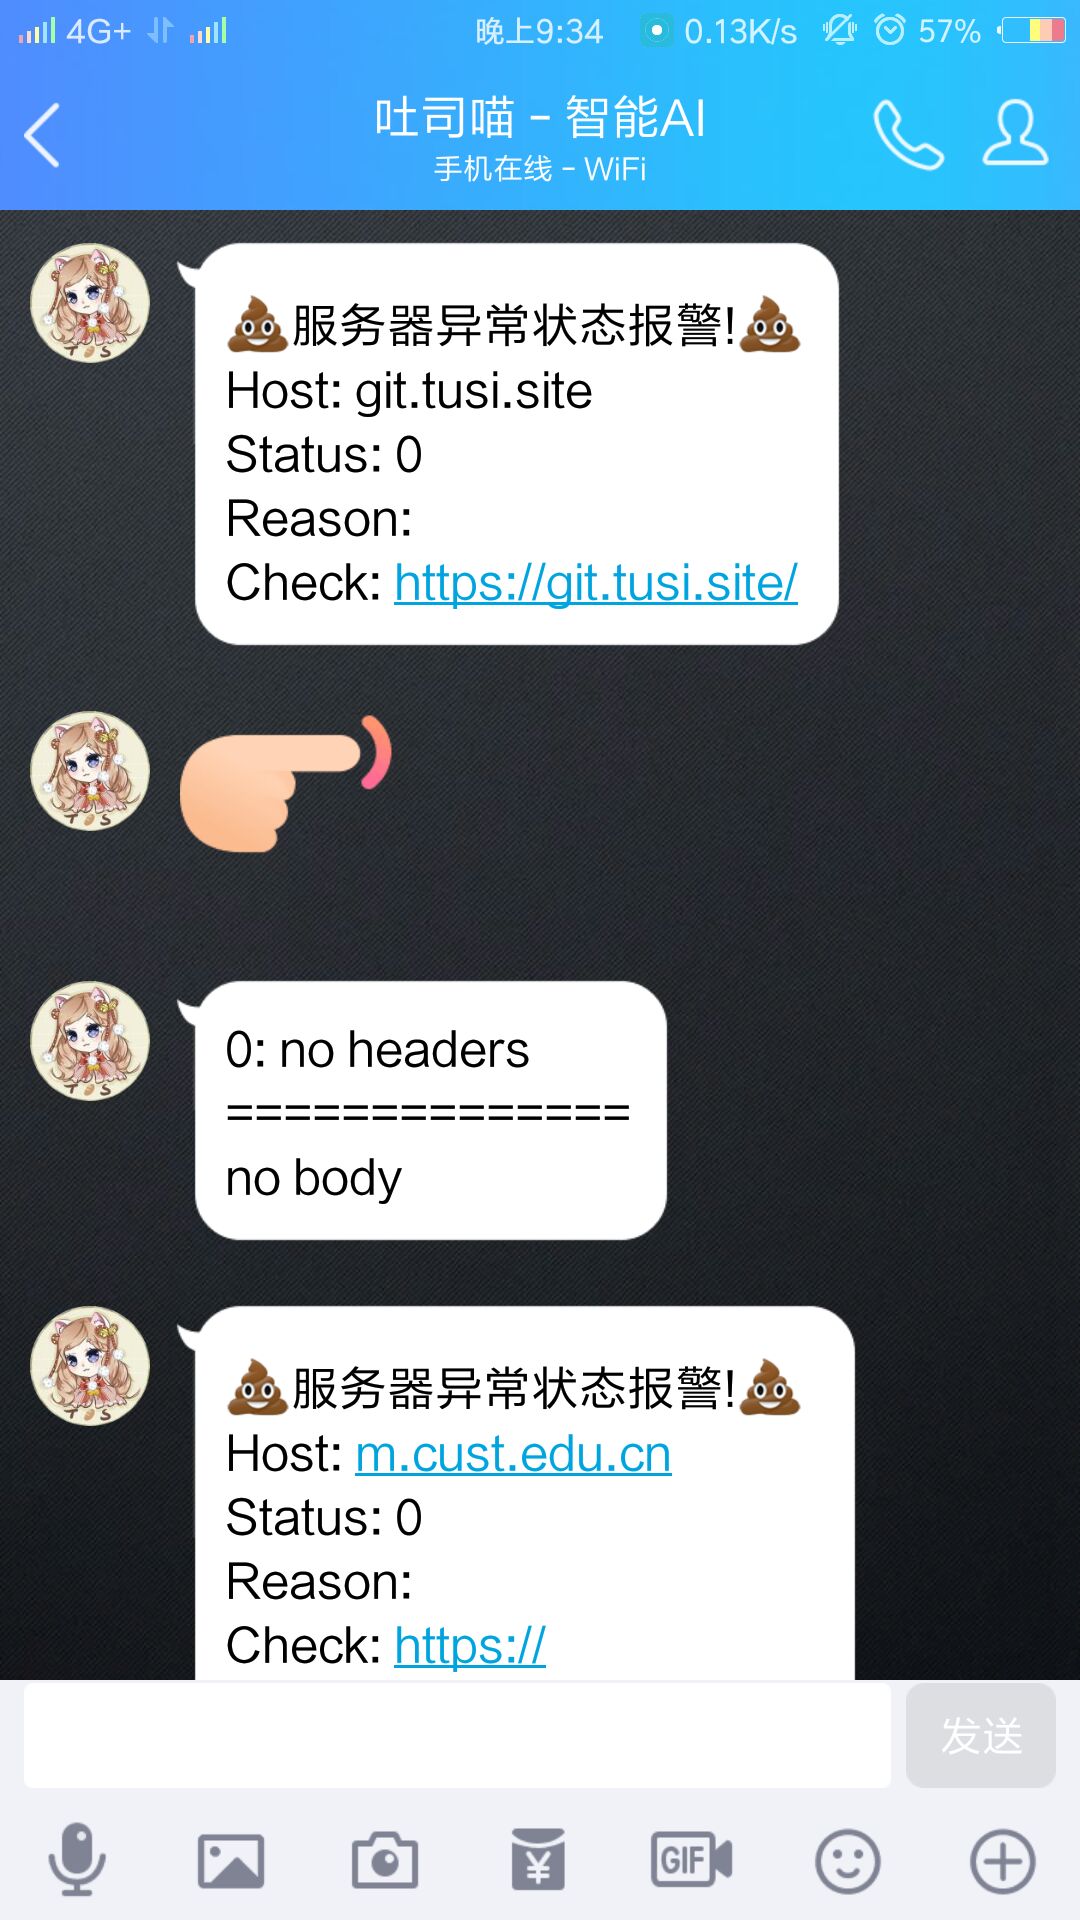 4G+ 晚上9:34 0.13K/s 57%
吐司喵 - 智能AI
手机在线 - WiFi
💩服务器异常状态报警!💩
Host: git.tusi.site
Status: 0
Reason:
Check: https://git.tusi.site/
0: no headers
==============
no body
💩服务器异常状态报警!💩
Host: m.cust.edu.cn
Status: 0
Reason:
Check: https://
发送
GIF